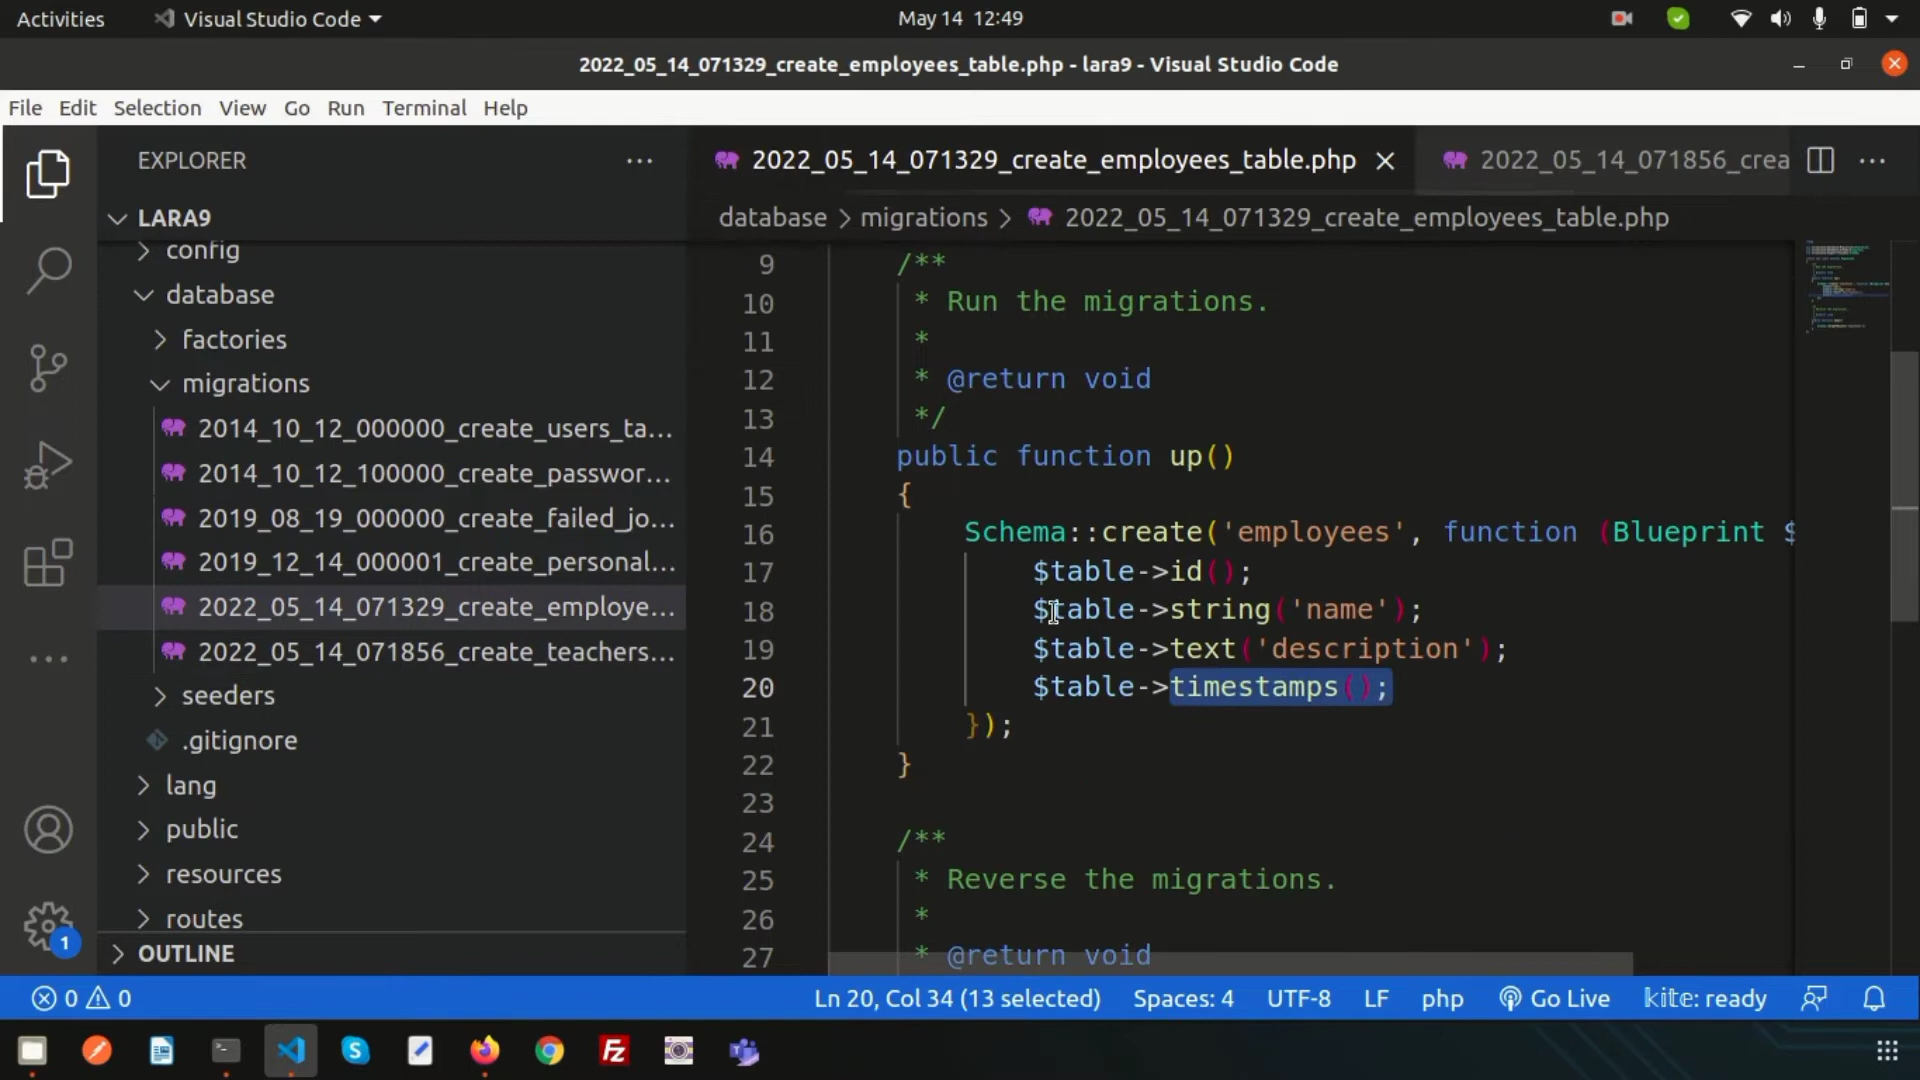 Activities
Visual Studio Code
May 14 12:49
2022_05_14_071329_create_employees_table.php - lara9 - Visual Studio Code
File Edit Selection View Go Run Terminal Help
EXPLORER
LARA9
config
database
factories
migrations
2014_10_12_000000_create_users_ta...
2014_10_12_100000_create_passwor...
2019_08_19_000000_create_failed_jo...
2019_12_14_000001_create_personal...
2022_05_14_071329_create_employe...
2022_05_14_071856_create_teachers...
seeders
.gitignore
lang
public
resources
routes
OUTLINE
2022_05_14_071329_create_employees_table.php
2022_05_14_071856_crea
database > migrations > 2022_05_14_071329_create_employees_table.php
9 /**
10 * Run the migrations.
11 *
12 * @return void
13 */
14 public function up()
15 {
16 Schema::create('employees', function (Blueprint $
17 $table->id();
18 $table->string('name');
19 $table->text('description');
20 $table->timestamps();
21 });
22 }
23
24 /**
25 * Reverse the migrations.
26 *
27 * @return void
1
0 0
Ln 20, Col 34 (13 selected)
Spaces: 4
UTF-8
LF
php
Go Live
kite: ready